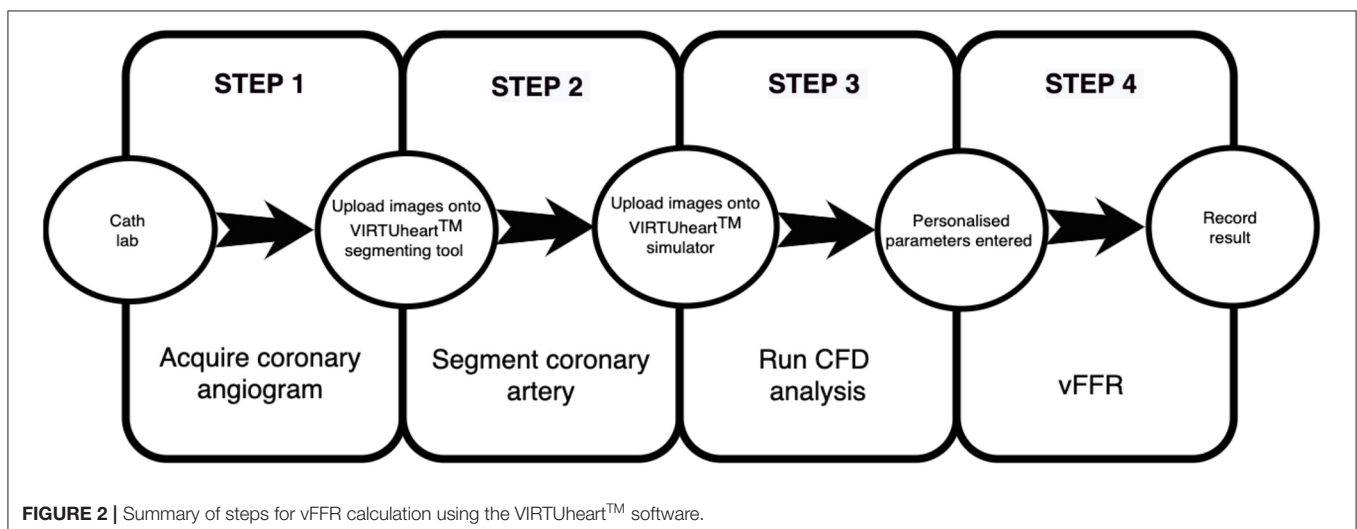 STEP 1
STEP 2
STEP 3
STEP 4
Cath
lab
Upload images onto
VIRTUheart™
segmenting tool
Upload images onto
VIRTUheart™
simulator
Personalised
parameters entered
Record
result
Acquire coronary
angiogram
Segment coronary
artery
Run CFD
analysis
vFFR
FIGURE 2 | Summary of steps for vFFR calculation using the VIRTUheart™ software.